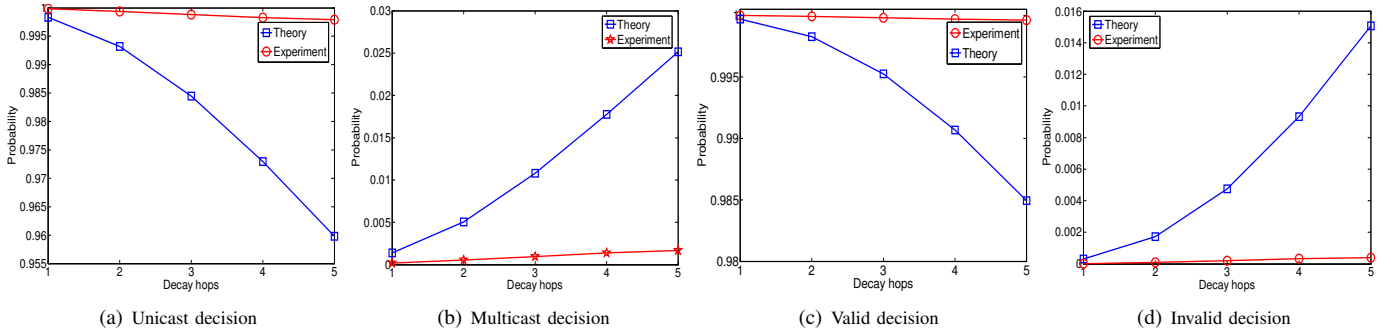 1
0.995
0.99
0.985
0.98
0.975
0.97
0.965
0.96
0.955
Probability
1 2 3 4 5
Decay hops
Theory
Experiment
(a) Unicast decision
0.03
0.025
0.02
0.015
0.01
0.005
0
Probability
1 2 3 4 5
Decay hops
Theory
Experiment
(b) Multicast decision
1
0.995
0.99
0.985
0.98
Probability
1 2 3 4 5
Decay hops
Experiment
Theory
(c) Valid decision
0.016
0.014
0.012
0.01
0.008
0.006
0.004
0.002
0
Probability
1 2 3 4 5
Decay hops
Theory
Experiment
(d) Invalid decision